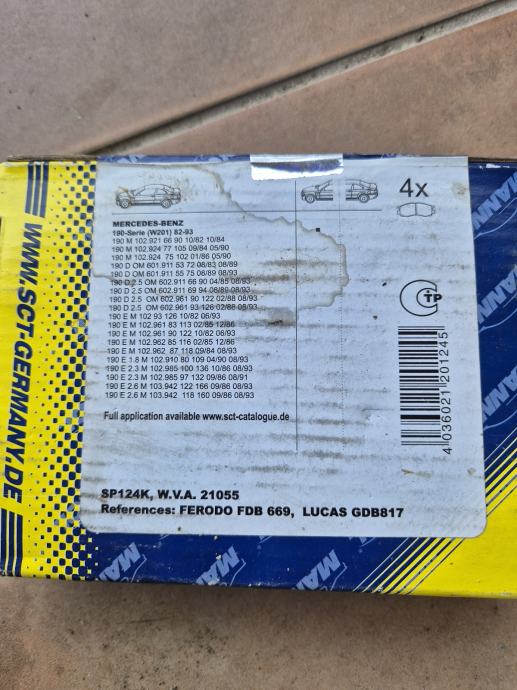 WWW.SCT-GERMANY.DE
4x
MERCEDES-BENZ
190-Serie (W201) 82-93
190 M 102.921 66 90 10/82 10/84
190 M 102.924 77 105 09/84 05/90
190 M 102.924 75 102 01/86 05/90
190 D OM 601.911 53 72 08/83 08/89
190 D OM 601.911 55 75 08/89 08/93
190 D 2.5 OM 602.911 66 90 04/85 08/93
190 D 2.5 OM 602.911 69 94 08/89 08/93
190 D 2.5 OM 602.961 90 122 02/88 08/93
190 D 2.5 OM 602.961 93 126 02/88 08/93
190 E M 102 93 126 10/82 06/93
190 E M 102.961 83 113 02/85 12/86
190 E M 102.961 90 122 10/82 08/93
190 E M 102.962 85 116 02/85 12/86
190 E M 102.962 87 118 09/84 08/93
190 E 1.8 M 102.910 80 109 04/90 08/93
190 E 2.3 M 102.985 100 136 10/86 08/93
190 E 2.3 M 102.985 97 132 09/86 08/91
190 E 2.6 M 103.942 122 166 09/86 08/93
190 E 2.6 M 103.942 118 160 09/86 08/93
Full application available www.sct-catalogue.de
TP
4 036021 201245
SP124K, W.V.A. 21055
References: FERODO FDB 669, LUCAS GDB817
MANN